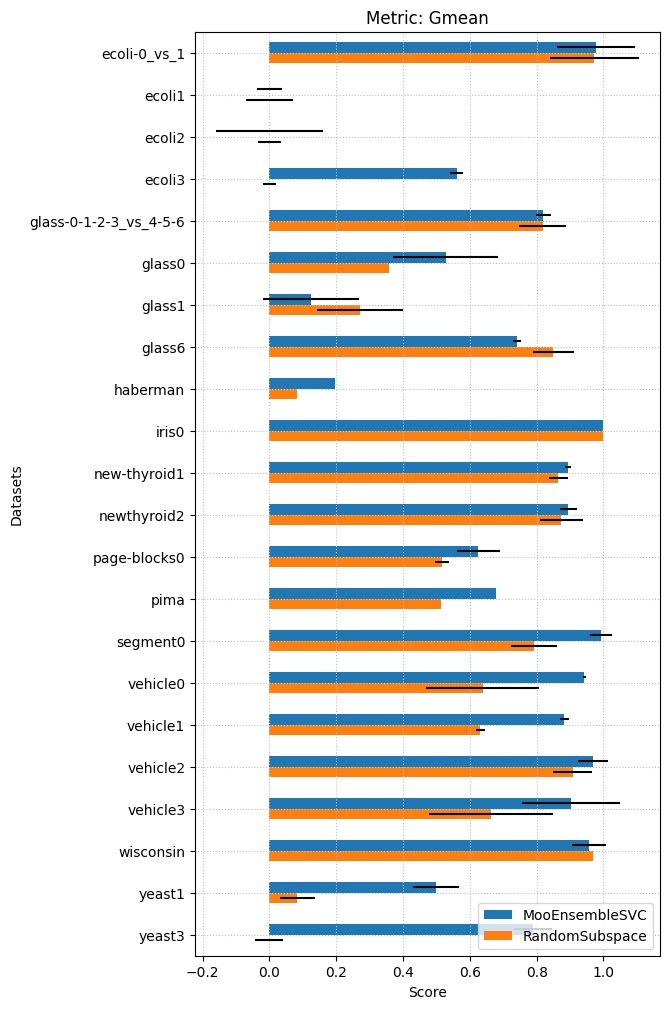 Metric: Gmean
ecoli-0_vs_1
ecoli1
ecoli2
ecoli3
glass-0-1-2-3_vs_4-5-6
glass0
glass1
glass6
haberman
iris0
new-thyroid1
newthyroid2
page-blocks0
pima
segment0
vehicle0
vehicle1
vehicle2
vehicle3
wisconsin
yeast1
yeast3
Datasets
MooEnsembleSVC
RandomSubspace
−0.2 0.0 0.2 0.4 0.6 0.8 1.0
Score